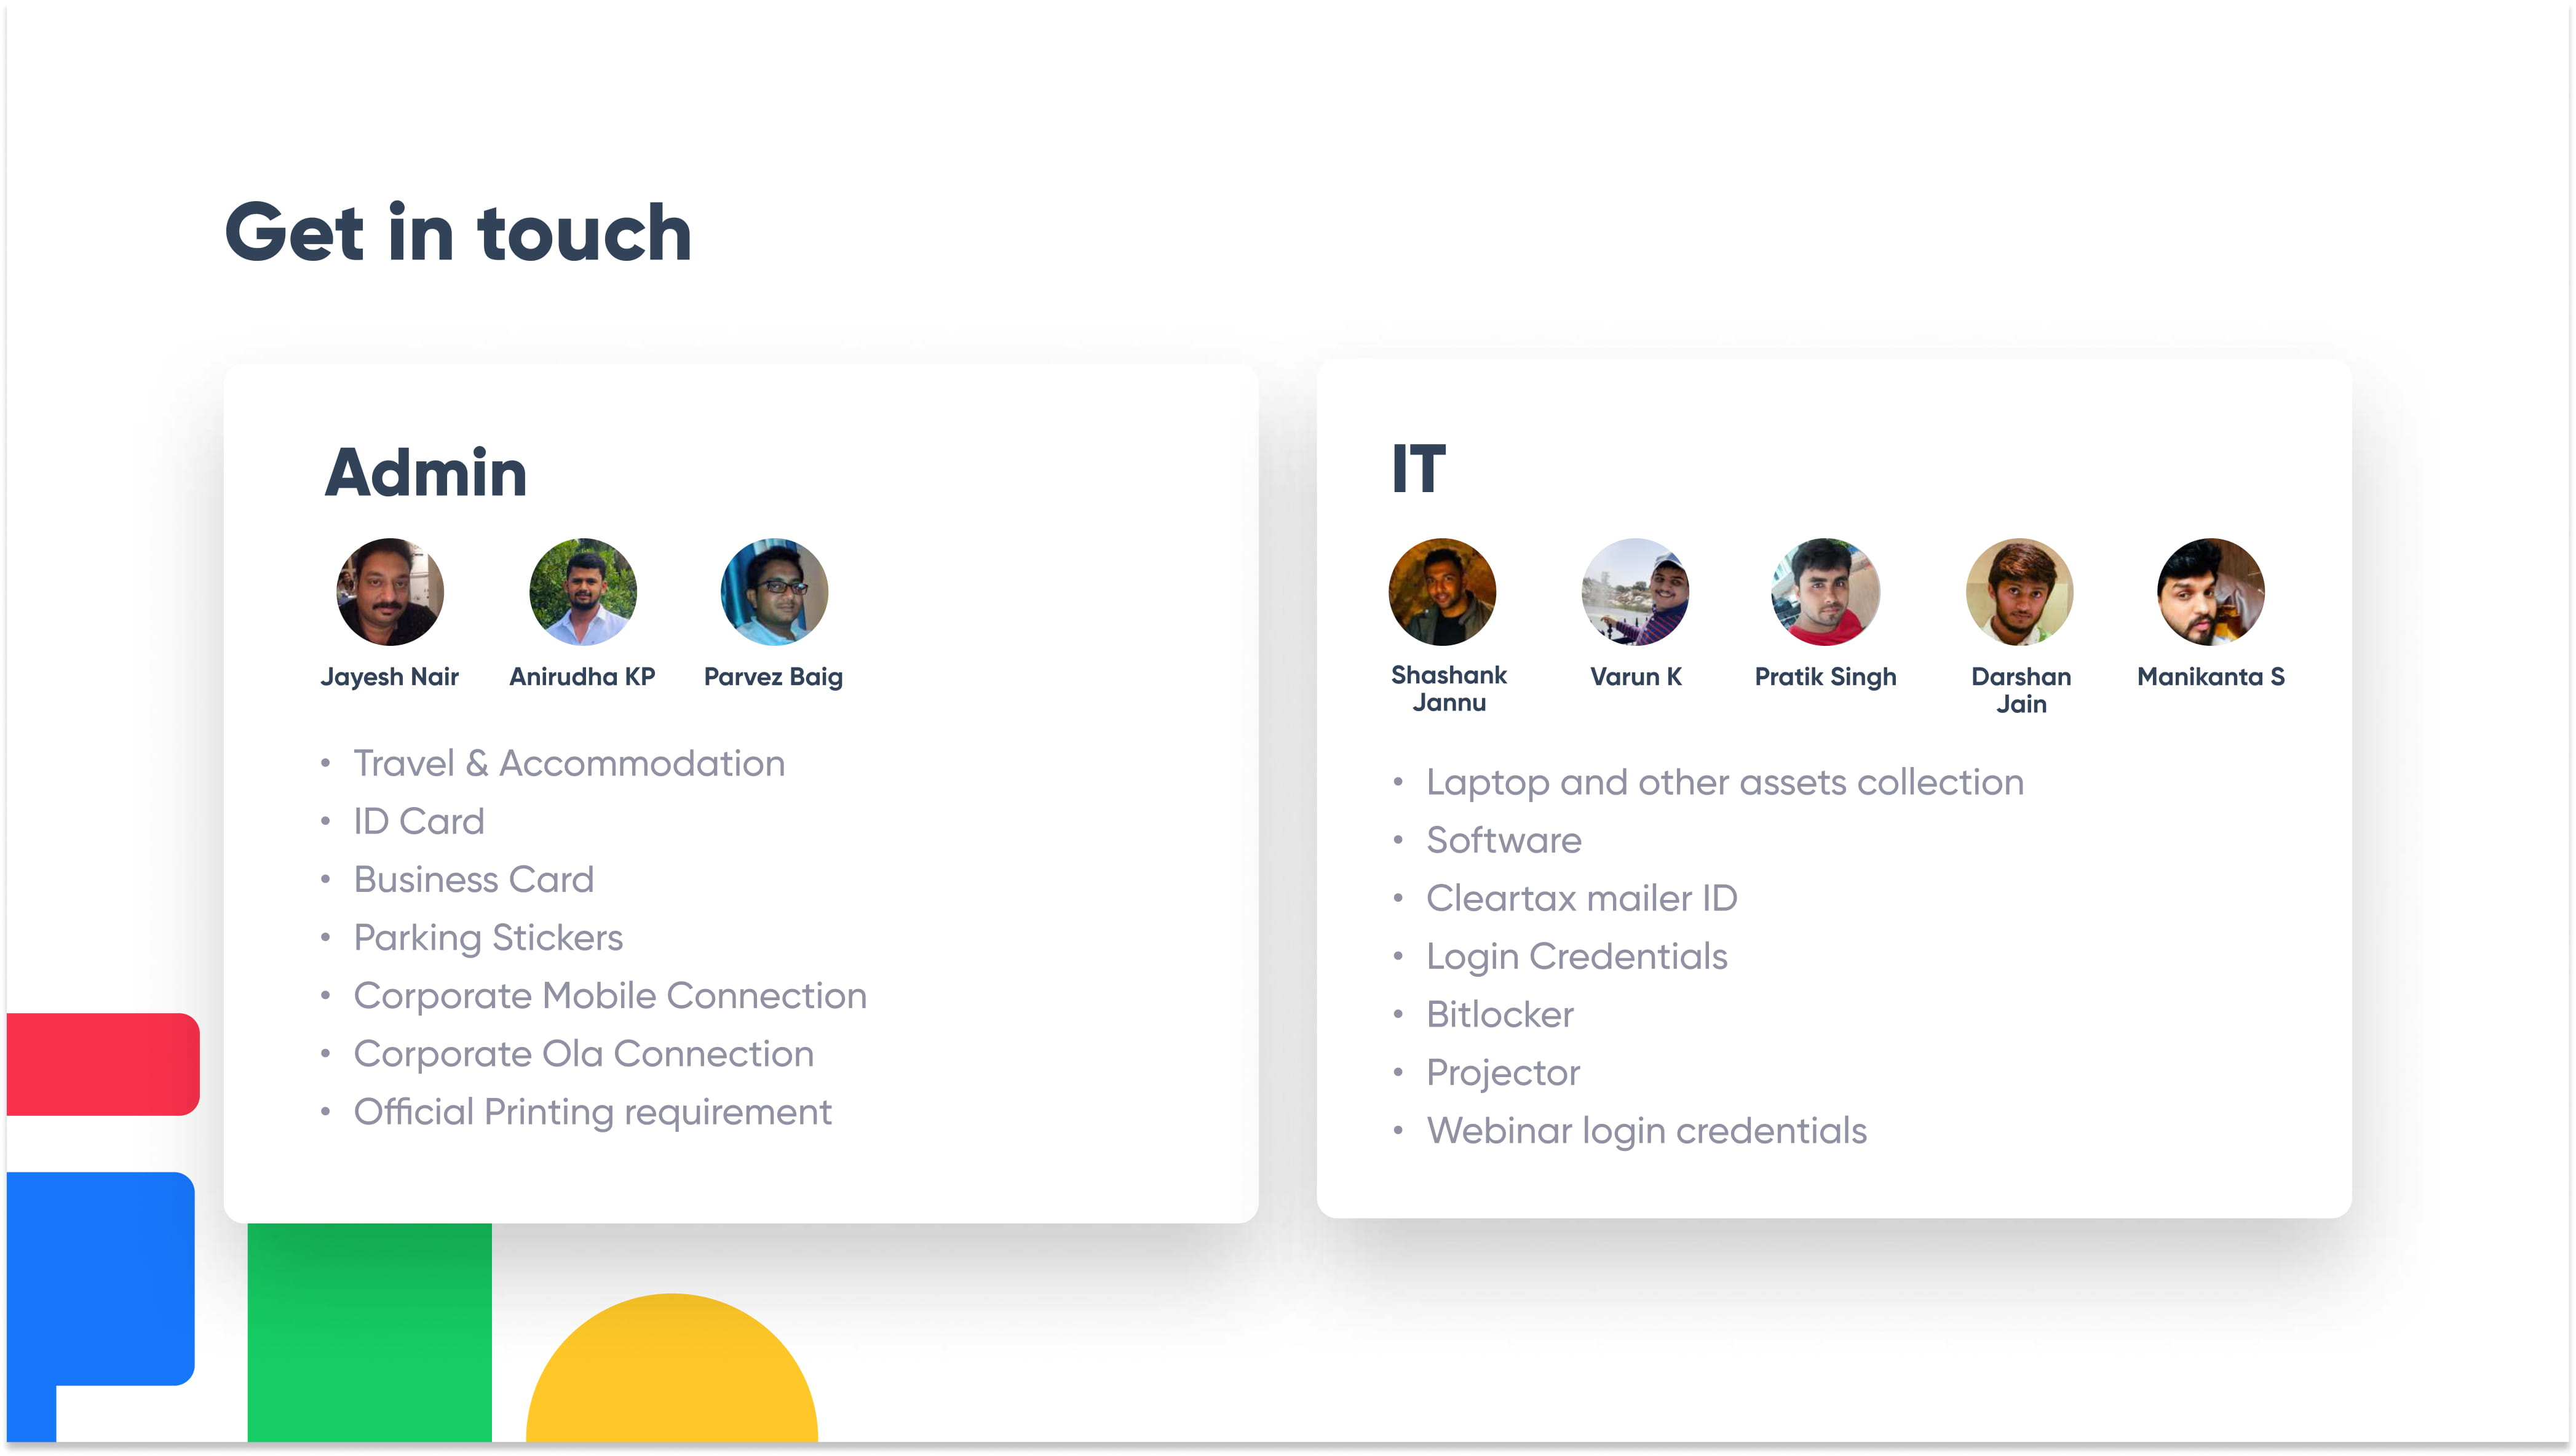 Get in touch
Admin
Jayesh Nair
Anirudha KP
Parvez Baig
• Travel & Accommodation
• ID Card
• Business Card
• Parking Stickers
• Corporate Mobile Connection
• Corporate Ola Connection
• Official Printing requirement
IT
Shashank
Jannu
Varun K
Pratik Singh
Darshan
Jain
Manikanta S
• Laptop and other assets collection
• Software
• Cleartax mailer ID
• Login Credentials
• Bitlocker
• Projector
• Webinar login credentials